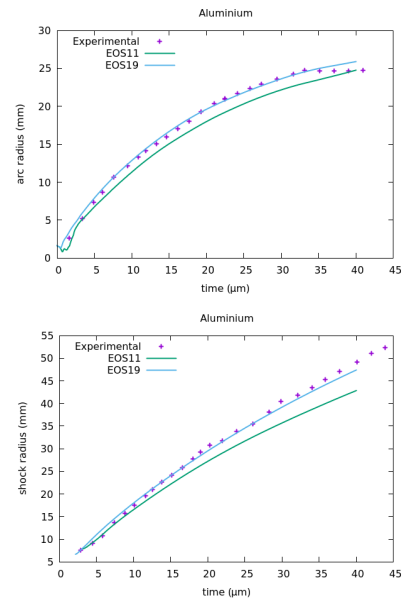 Aluminium
30
Experimental
EOS11
25
EOS19
20
15
10
5
0
arc radius (mm)
0 5 10 15 20 25 30 35 40 45
time (μm)
Aluminium
55
Experimental
50
EOS11
EOS19
45
40
35
30
25
20
15
10
5
shock radius (mm)
0 5 10 15 20 25 30 35 40 45
time (μm)